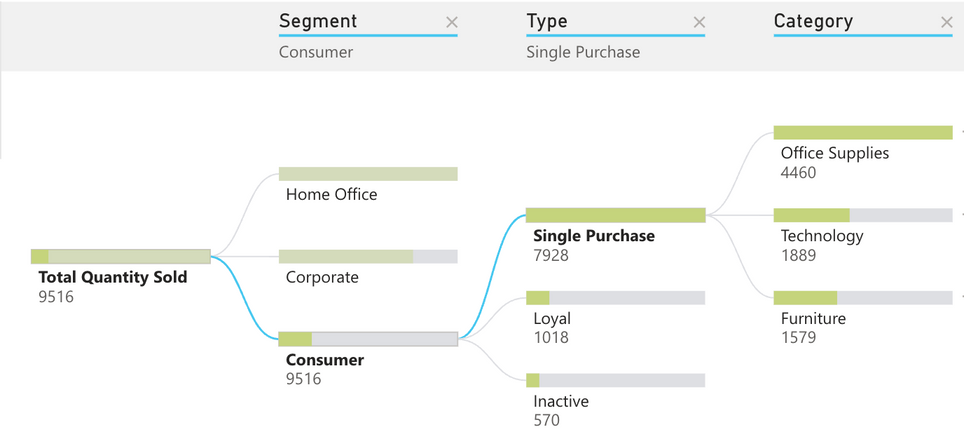 Segment
Type
Category
Consumer
Single Purchase
Office Supplies
4460
Home Office
Single Purchase
7928
Technology
1889
Total Quantity Sold
9516
Corporate
Loyal
1018
Furniture
1579
Consumer
9516
Inactive
570